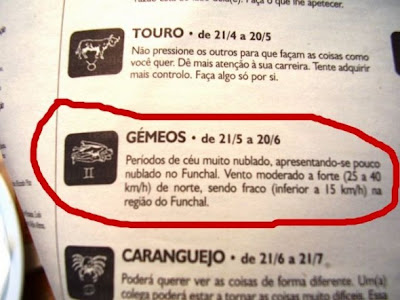 TOURO • de 21/4 a 20/5
Não pressione os outros para que façam as coisas como
você quer. Dê mais atenção à sua carreira. Tente adquirir
mais controlo. Faça algo só por si.
GÉMEOS • de 21/5 a 20/6
Períodos de céu muito nublado, apresentando-se pouco
nublado no Funchal. Vento moderado a forte (25 a 40
km/h) de norte, sendo fraco (inferior a 15 km/h) na
região do Funchal.
II
CARANGUEJO • de 21/6 a 21/7
Poderá querer ver as coisas de forma diferente. Um(a)
colega poderá estar a tornar as coisas muito difíceis. Essa